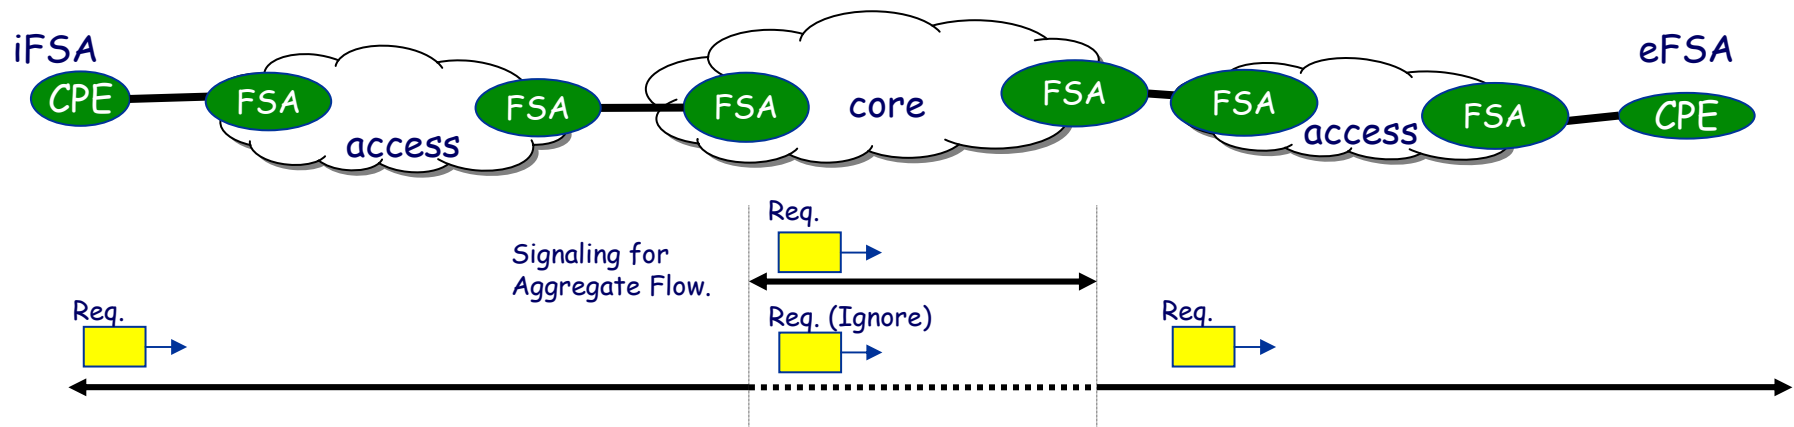 iFSA
eFSA
CPE
FSA
access
FSA
FSA
core
FSA
FSA
access
FSA
CPE
Req.
Signaling for
Aggregate Flow.
Req.
Req. (Ignore)
Req.